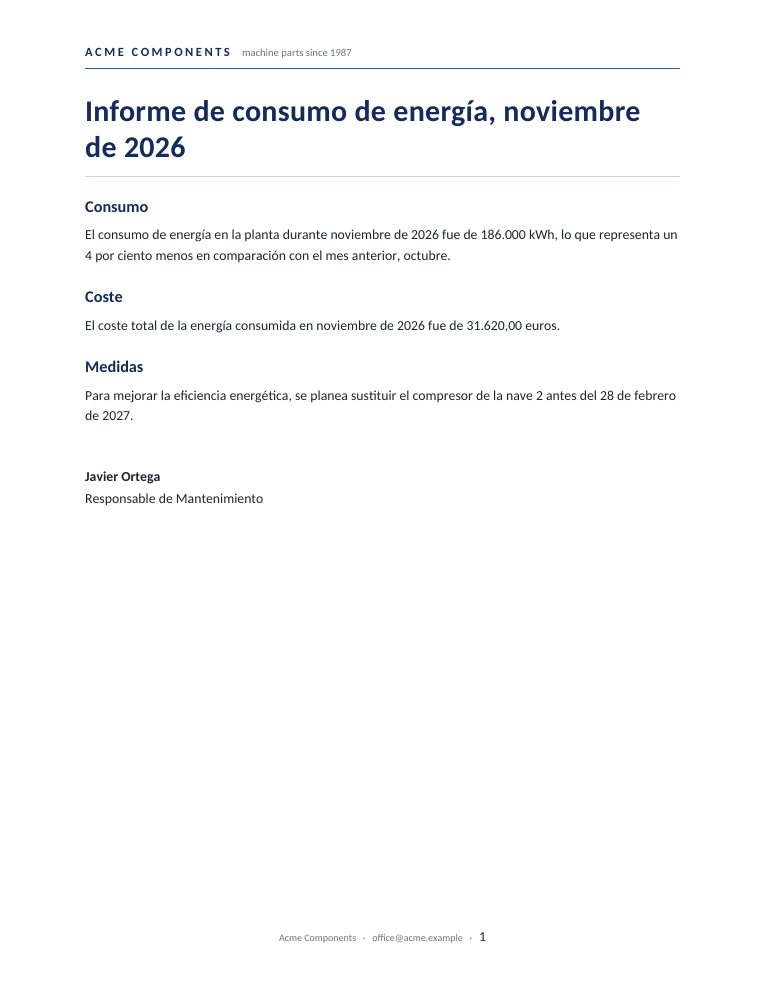 ACME COMPONENTS machine parts since 1987
Informe de consumo de energía, noviembre
de 2026
Consumo
El consumo de energía en la planta durante noviembre de 2026 fue de 186.000 kWh, lo que representa un
4 por ciento menos en comparación con el mes anterior, octubre.
Coste
El coste total de la energía consumida en noviembre de 2026 fue de 31.620,00 euros.
Medidas
Para mejorar la eficiencia energética, se planea sustituir el compresor de la nave 2 antes del 28 de febrero
de 2027.
Javier Ortega
Responsable de Mantenimiento
Acme Components · office@acme.example · 1